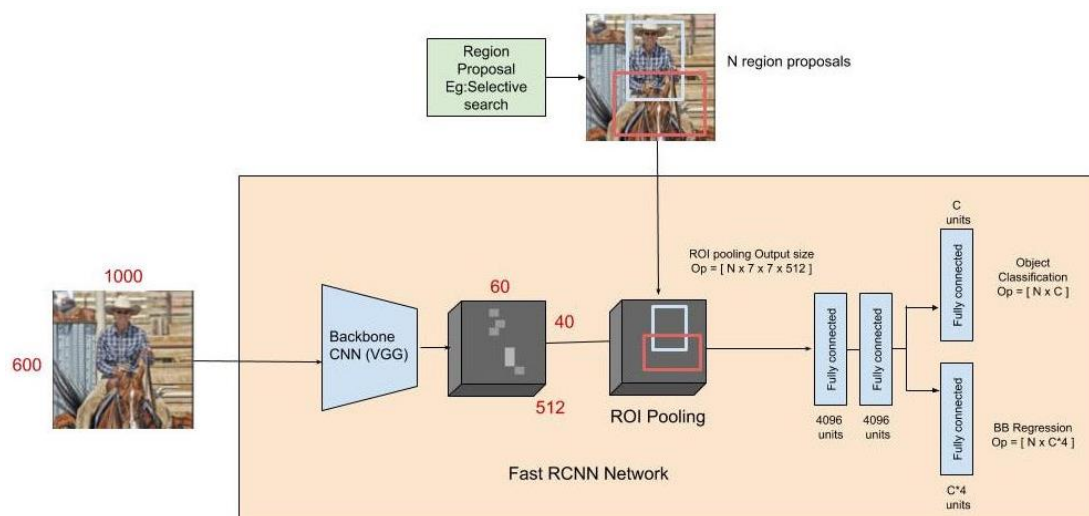 Region
Proposal
Eg:Selective
search
N region proposals
1000
600
Backbone
CNN (VGG)
60
40
512
ROI Pooling
ROI pooling Output size
Op = [ N x 7 x 7 x 512 ]
Fully connected
4096
units
Fully connected
4096
units
C
units
Fully connected
Object
Classification
Op = [ N x C ]
Fully connected
C*4
units
BB Regression
Op = [ N x C*4 ]
Fast RCNN Network